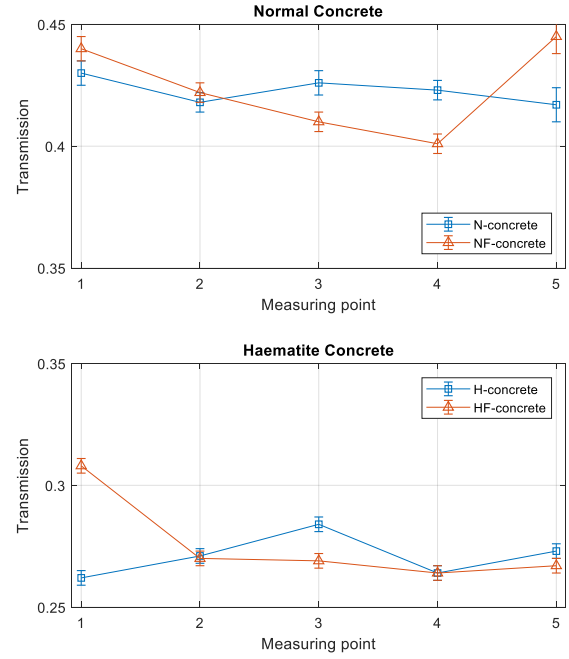 Normal Concrete
0.45
0.4
0.35
Transmission
N-concrete
NF-concrete
1 2 3 4 5
Measuring point
Haematite Concrete
0.35
0.3
0.25
Transmission
H-concrete
HF-concrete
1 2 3 4 5
Measuring point